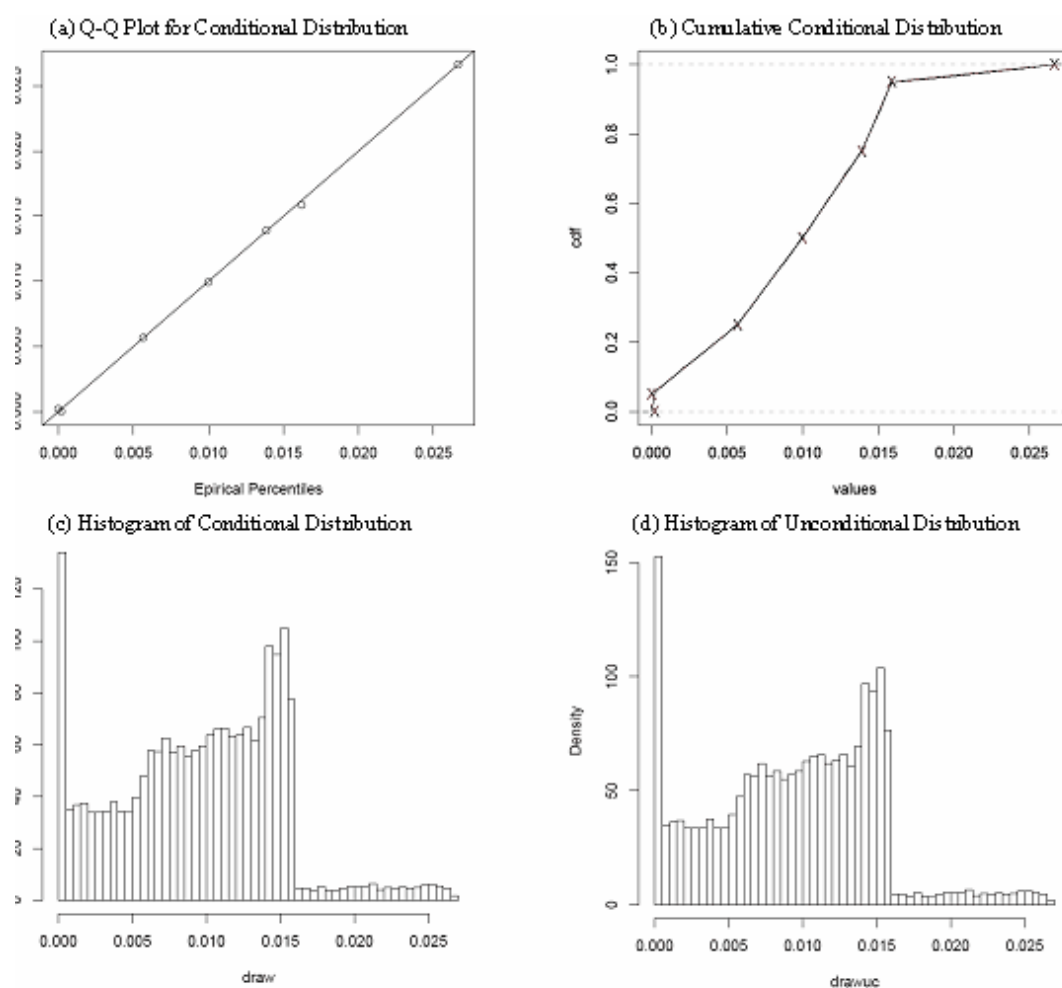 (a) Q-Q Plot for Conditional Distribution
(b) Cumulative Conditional Distribution
0.000 0.005 0.010 0.015 0.020 0.025
Epirical Percentiles
cdf
0.0 0.2 0.4 0.6 0.8 1.0
0.000 0.005 0.010 0.015 0.020 0.025
values
(c) Histogram of Conditional Distribution
(d) Histogram of Unconditional Distribution
0.000 0.005 0.010 0.015 0.020 0.025
draw
Density
0 50 100 150
0.000 0.005 0.010 0.015 0.020 0.025
drawuc